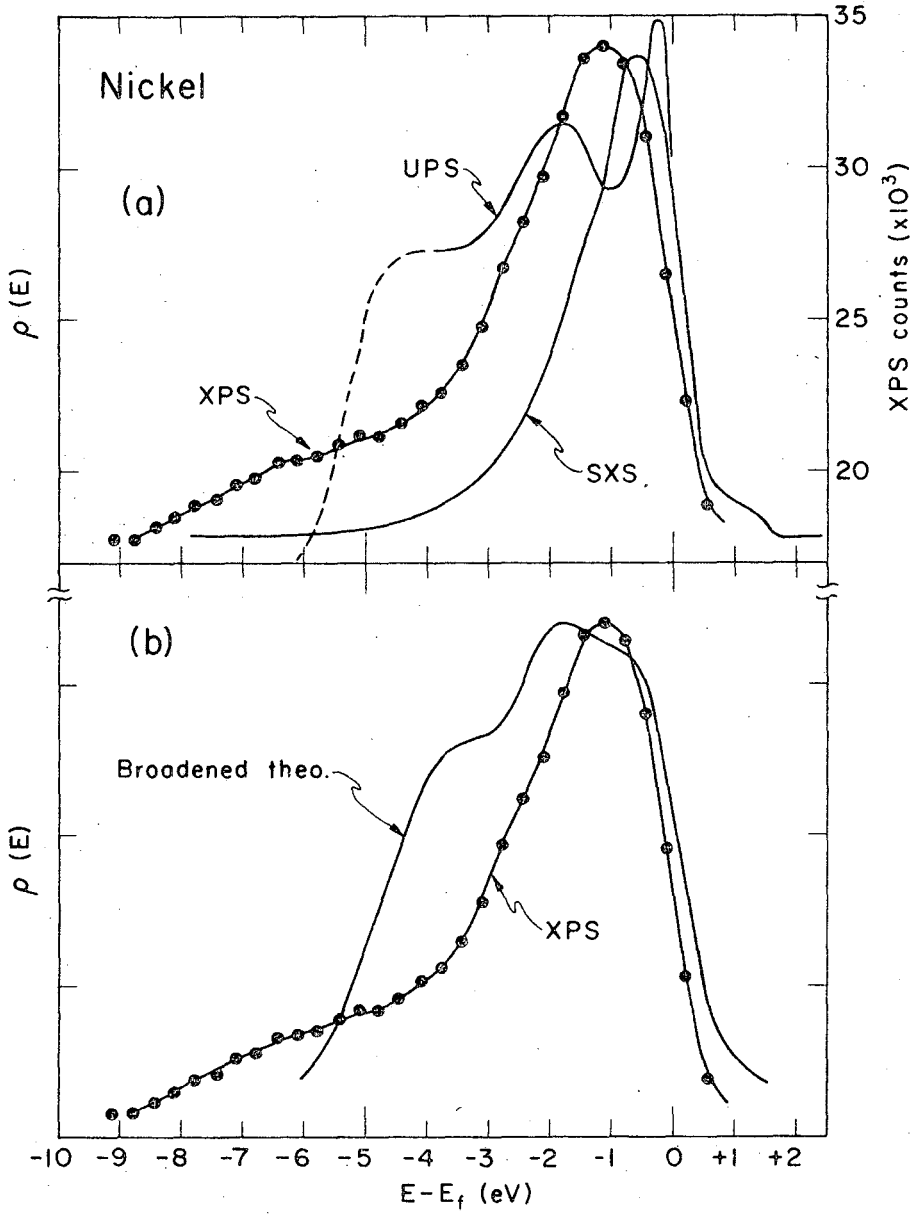 Nickel
(a)
UPS
XPS
SXS
ρ (E)
35
30
25
20
XPS counts (x10³)
(b)
Broadened theo.
XPS
ρ (E)
-10 -9 -8 -7 -6 -5 -4 -3 -2 -1 0 +1 +2
E-E_f (eV)